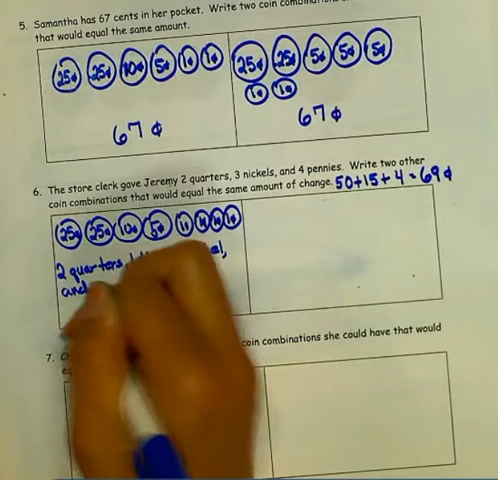 5. Samantha has 67 cents in her pocket. Write two coin
that would equal the same amount.
25¢ 25¢ 10¢ 5¢ 1¢ 1¢
25¢ 25¢ 5¢ 5¢ 5¢
1¢ 1¢
67 ¢
67 ¢
6. The store clerk gave Jeremy 2 quarters, 3 nickels, and 4 pennies. Write two other
coin combinations that would equal the same amount of change. 50+15+4=69¢
25¢ 25¢ 10¢ 5¢ 1¢ 1¢ 1¢ 1¢
2 quarters, 1
and
7.
coin combinations she could have that would